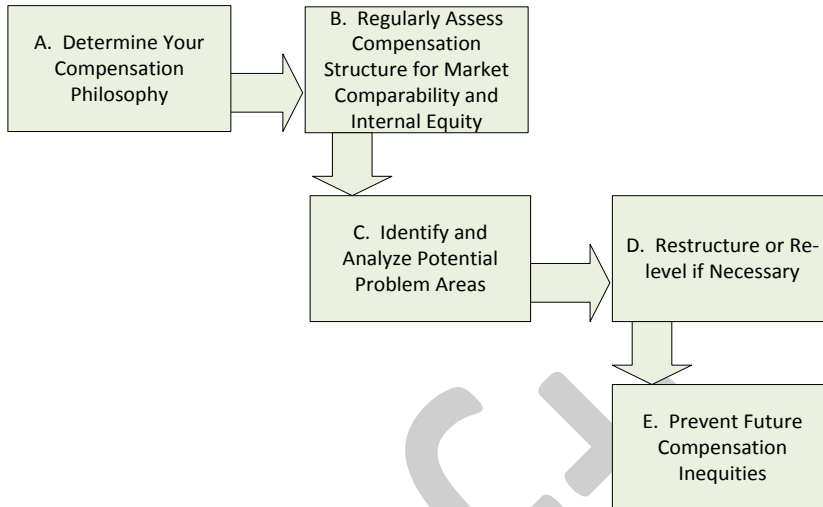 A. Determine Your
Compensation
Philosophy
B. Regularly Assess
Compensation
Structure for Market
Comparability and
Internal Equity
C. Identify and
Analyze Potential
Problem Areas
D. Restructure or Re-
level if Necessary
E. Prevent Future
Compensation
Inequities